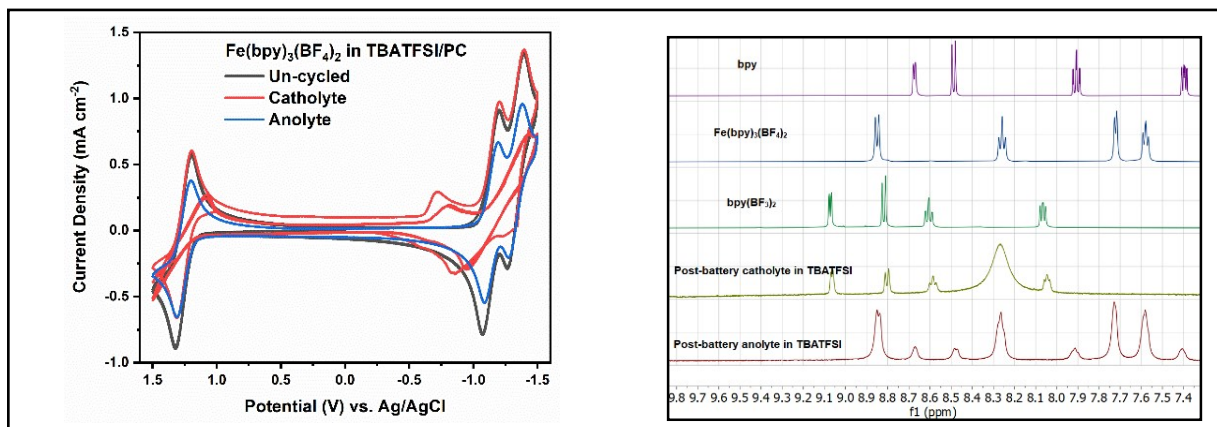 Fe(bpy)₃(BF₄)₂ in TBATFSI/PC
Un-cycled
Catholyte
Anolyte
Current Density (mA cm⁻²)
1.5
1.0
0.5
0.0
-0.5
-1.0
1.5 1.0 0.5 0.0 -0.5 -1.0 -1.5
Potential (V) vs. Ag/AgCl
bpy
Fe(bpy)₃(BF₄)₂
bpy(BF₃)₂
Post-battery catholyte in TBATFSI
Post-battery anolyte in TBATFSI
9.8 9.7 9.6 9.5 9.4 9.3 9.2 9.1 9.0 8.9 8.8 8.7 8.6 8.5 8.4 8.3 8.2 8.1 8.0 7.9 7.8 7.7 7.6 7.5 7.4
f1 (ppm)